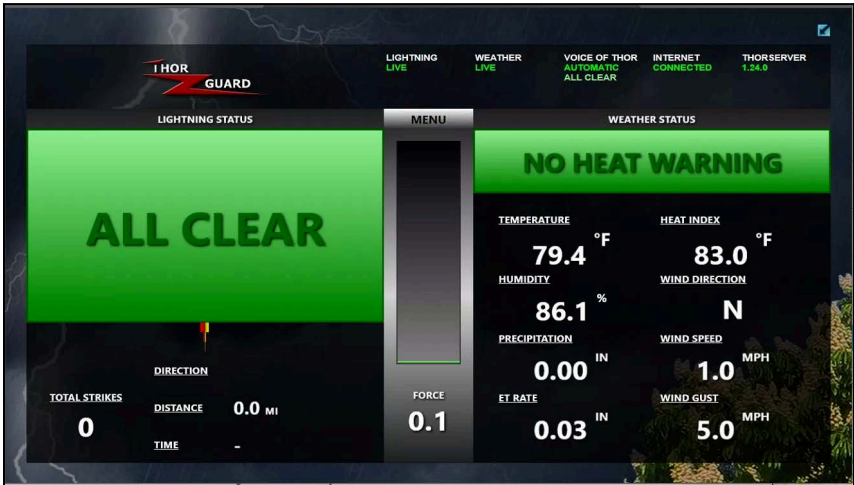 THOR
GUARD
LIGHTNING
LIVE
WEATHER
LIVE
VOICE OF THOR
AUTOMATIC
ALL CLEAR
INTERNET
CONNECTED
THORSERVER
1.24.0
LIGHTNING STATUS
MENU
WEATHER STATUS
ALL CLEAR
NO HEAT WARNING
TEMPERATURE
79.4 °F
HEAT INDEX
83.0 °F
HUMIDITY
86.1 %
WIND DIRECTION
N
PRECIPITATION
0.00 IN
WIND SPEED
1.0 MPH
ET RATE
0.03 IN
WIND GUST
5.0 MPH
TOTAL STRIKES
0
DIRECTION
DISTANCE 0.0 MI
TIME -
FORCE
0.1